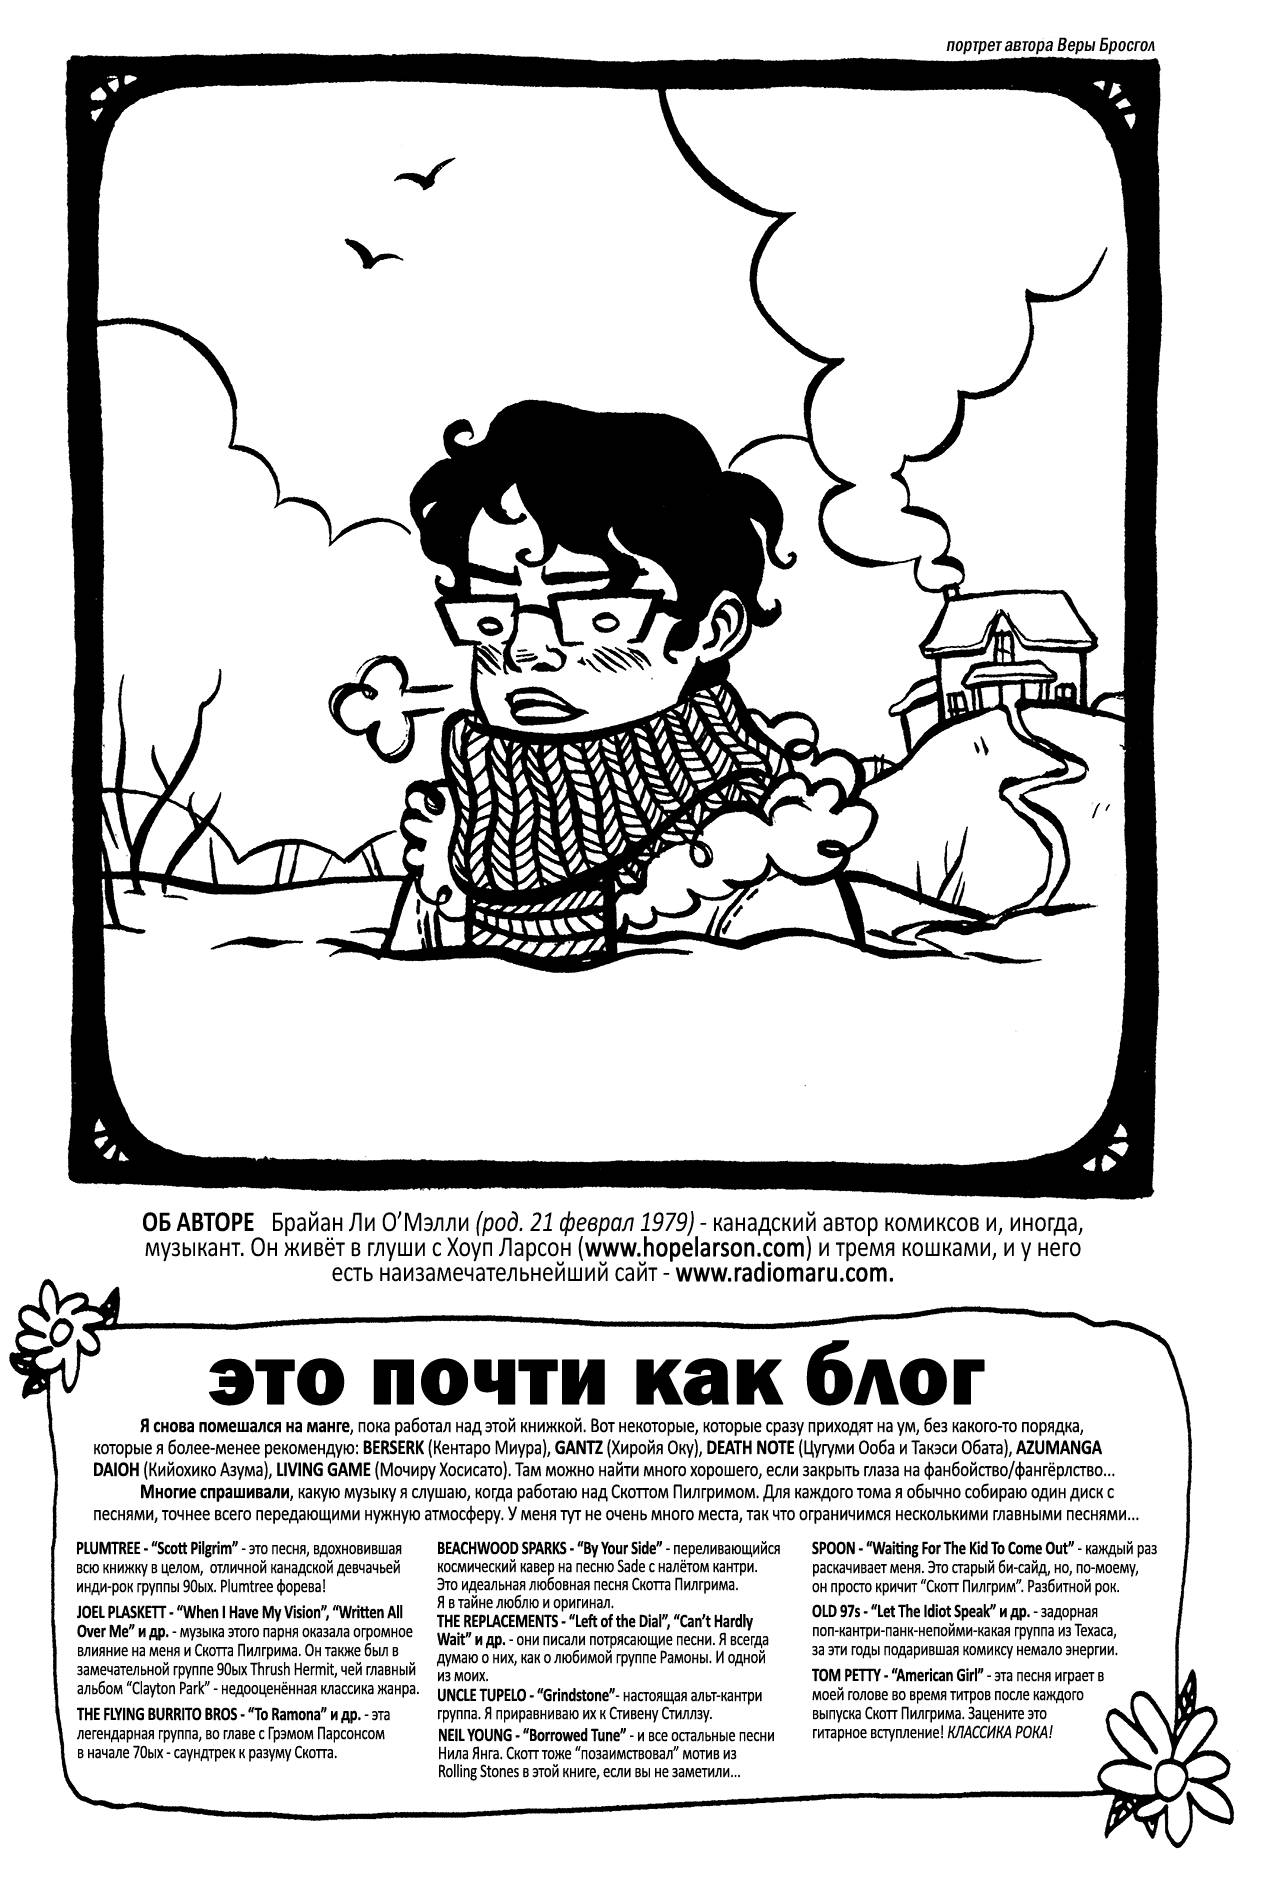 портрет автора Веры Бросгол
ОБ АВТОРЕ Брайан Ли О’Мэлли (род. 21 феврал 1979) - канадский автор комиксов и, иногда,
музыкант. Он живёт в глуши с Хоуп Ларсон (www.hopelarson.com) и тремя кошками, и у него
есть наизамечательнейший сайт - www.radiomaru.com.
это почти как блог
Я снова помешался на манге, пока работал над этой книжкой. Вот некоторые, которые сразу приходят на ум, без какого-то порядка,
которые я более-менее рекомендую: BERSERK (Кентаро Миура), GANTZ (Хиройя Оку), DEATH NOTE (Цугуми Ооба и Такэси Обата), AZUMANGA
DAIOH (Кийохико Азума), LIVING GAME (Мочиру Хосисато). Там можно найти много хорошего, если закрыть глаза на фанбойство/фангёрлство...
Многие спрашивали, какую музыку я слушаю, когда работаю над Скоттом Пилгримом. Для каждого тома я обычно собираю один диск с
песнями, точнее всего передающими нужную атмосферу. У меня тут не очень много места, так что ограничимся несколькими главными песнями...
PLUMTREE - “Scott Pilgrim” - это песня, вдохновившая
всю книжку в целом, отличной канадской девчачьей
инди-рок группы 90ых. Plumtree форева!
JOEL PLASKETT - “When I Have My Vision”, “Written All
Over Me” и др. - музыка этого парня оказала огромное
влияние на меня и Скотта Пилгрима. Он также был в
замечательной группе 90ых Thrush Hermit, чей главный
альбом “Clayton Park” - недооценённая классика жанра.
THE FLYING BURRITO BROS - “To Ramona” и др. - эта
легендарная группа, во главе с Грэмом Парсонсом
в начале 70ых - саундтрек к разуму Скотта.
BEACHWOOD SPARKS - “By Your Side” - переливающийся
космический кавер на песню Sade с налётом кантри.
Это идеальная любовная песня Скотта Пилгрима.
Я в тайне люблю и оригинал.
THE REPLACEMENTS - “Left of the Dial”, “Can’t Hardly
Wait” и др. - они писали потрясающие песни. Я всегда
думаю о них, как о любимой группе Рамоны. И одной
из моих.
UNCLE TUPELO - “Grindstone”- настоящая альт-кантри
группа. Я приравниваю их к Стивену Стиллзу.
NEIL YOUNG - “Borrowed Tune” - и все остальные песни
Нила Янга. Скотт тоже “позаимствовал” мотив из
Rolling Stones в этой книге, если вы не заметили...
SPOON - “Waiting For The Kid To Come Out” - каждый раз
раскачивает меня. Это старый би-сайд, но, по-моему,
он просто кричит “Скотт Пилгрим”. Разбитной рок.
OLD 97s - “Let The Idiot Speak” и др. - задорная
поп-кантри-панк-непойми-какая группа из Техаса,
за эти годы подарившая комиксу немало энергии.
TOM PETTY - “American Girl” - эта песня играет в
моей голове во время титров после каждого
выпуска Скотт Пилгрима. Зацените это
гитарное вступление! КЛАССИКА РОКА!